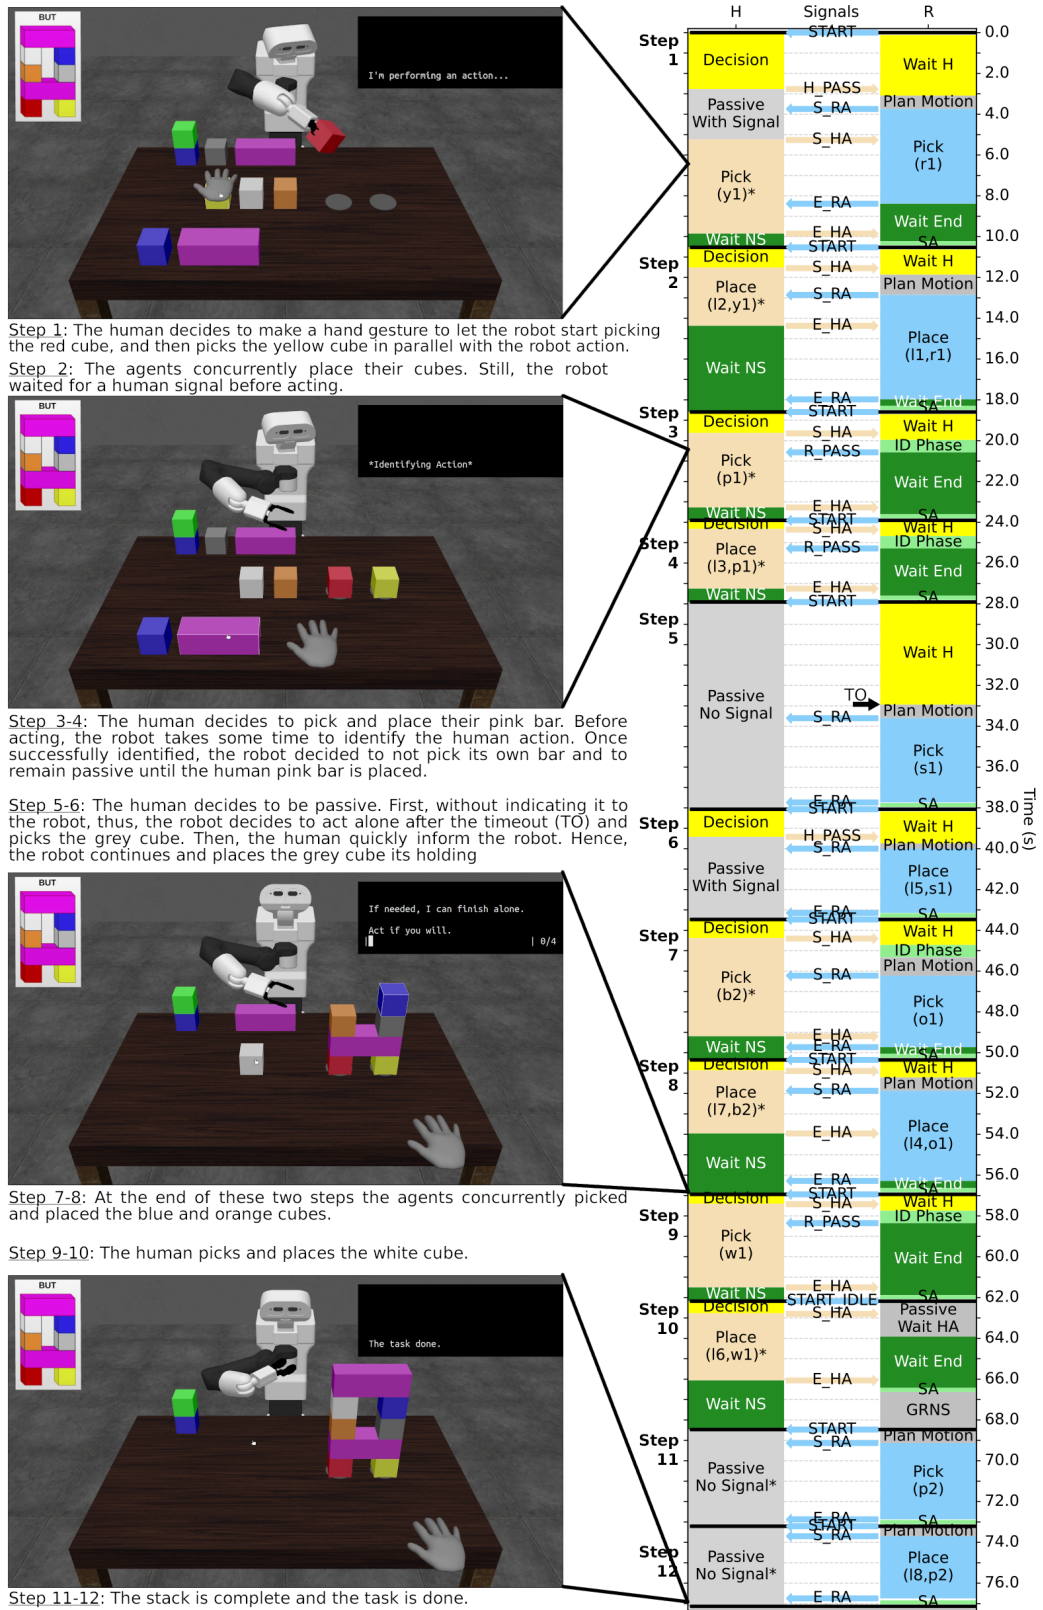 BUT
I'm performing an action...
Step 1: The human decides to make a hand gesture to let the robot start picking
the red cube, and then picks the yellow cube in parallel with the robot action.
Step 2: The agents concurrently place their cubes. Still, the robot
waited for a human signal before acting.
BUT
*Identifying Action*
Step 3-4: The human decides to pick and place their pink bar. Before
acting, the robot takes some time to identify the human action. Once
successfully identified, the robot decided to not pick its own bar and to
remain passive until the human pink bar is placed.
Step 5-6: The human decides to be passive. First, without indicating it to
the robot, thus, the robot decides to act alone after the timeout (TO) and
picks the grey cube. Then, the human quickly inform the robot. Hence,
the robot continues and places the grey cube its holding
BUT
If needed, I can finish alone.
Act if you will.
| 0/4
Step 7-8: At the end of these two steps the agents concurrently picked
and placed the blue and orange cubes.
Step 9-10: The human picks and places the white cube.
BUT
The task done.
Step 11-12: The stack is complete and the task is done.
H Signals R
Step
1
START
0.0
Decision
Wait H
2.0
H_PASS
Plan Motion
Passive
With Signal
S_RA
4.0
S_HA
Pick
(r1)
6.0
Pick
(y1)*
8.0
E_RA
Wait End
E_HA
10.0
Wait NS
SA
START
Step
2
Decision
Wait H
S_HA
12.0
Plan Motion
Place
(l2,y1)*
S_RA
E_HA
14.0
Place
(l1,r1)
Wait NS
16.0
E_RA
Wait End
18.0
SA
START
Step
3
Decision
Wait H
S_HA
20.0
ID Phase
R_PASS
Pick
(p1)*
Wait End
22.0
E_HA
Wait NS
SA
START
24.0
Step
4
Decision
Wait H
S_HA
ID Phase
R_PASS
Place
(l3,p1)*
26.0
Wait End
E_HA
Wait NS
SA
START
28.0
Step
5
30.0
Wait H
32.0
TO
Passive
No Signal
Plan Motion
S_RA
34.0
Pick
(s1)
36.0
E_RA
SA
START
38.0
Time (s)
Step
6
Decision
Wait H
H_PASS
Plan Motion
S_RA
40.0
Passive
With Signal
Place
(l5,s1)
42.0
E_RA
SA
START
Step
7
Decision
Wait H
44.0
S_HA
ID Phase
Plan Motion
46.0
S_RA
Pick
(b2)*
Pick
(o1)
48.0
E_HA
Wait NS
E_RA
Wait End
50.0
SA
START
Step
8
Decision
Wait H
S_HA
Plan Motion
S_RA
52.0
Place
(l7,b2)*
E_HA
54.0
Place
(l4,o1)
Wait NS
56.0
E_RA
Wait End
SA
START
Step
9
Decision
Wait H
S_HA
58.0
ID Phase
R_PASS
Pick
(w1)
Wait End
60.0
E_HA
Wait NS
SA
62.0
START_IDLE
Step
10
Decision
S_HA
Passive
Wait HA
64.0
Place
(l6,w1)*
Wait End
E_HA
66.0
SA
Wait NS
GRNS
68.0
START
Step
11
Plan Motion
S_RA
70.0
Passive
No Signal*
Pick
(p2)
72.0
E_RA
SA
START
Step
12
Plan Motion
S_RA
74.0
Passive
No Signal*
Place
(l8,p2)
76.0
E_RA
SA